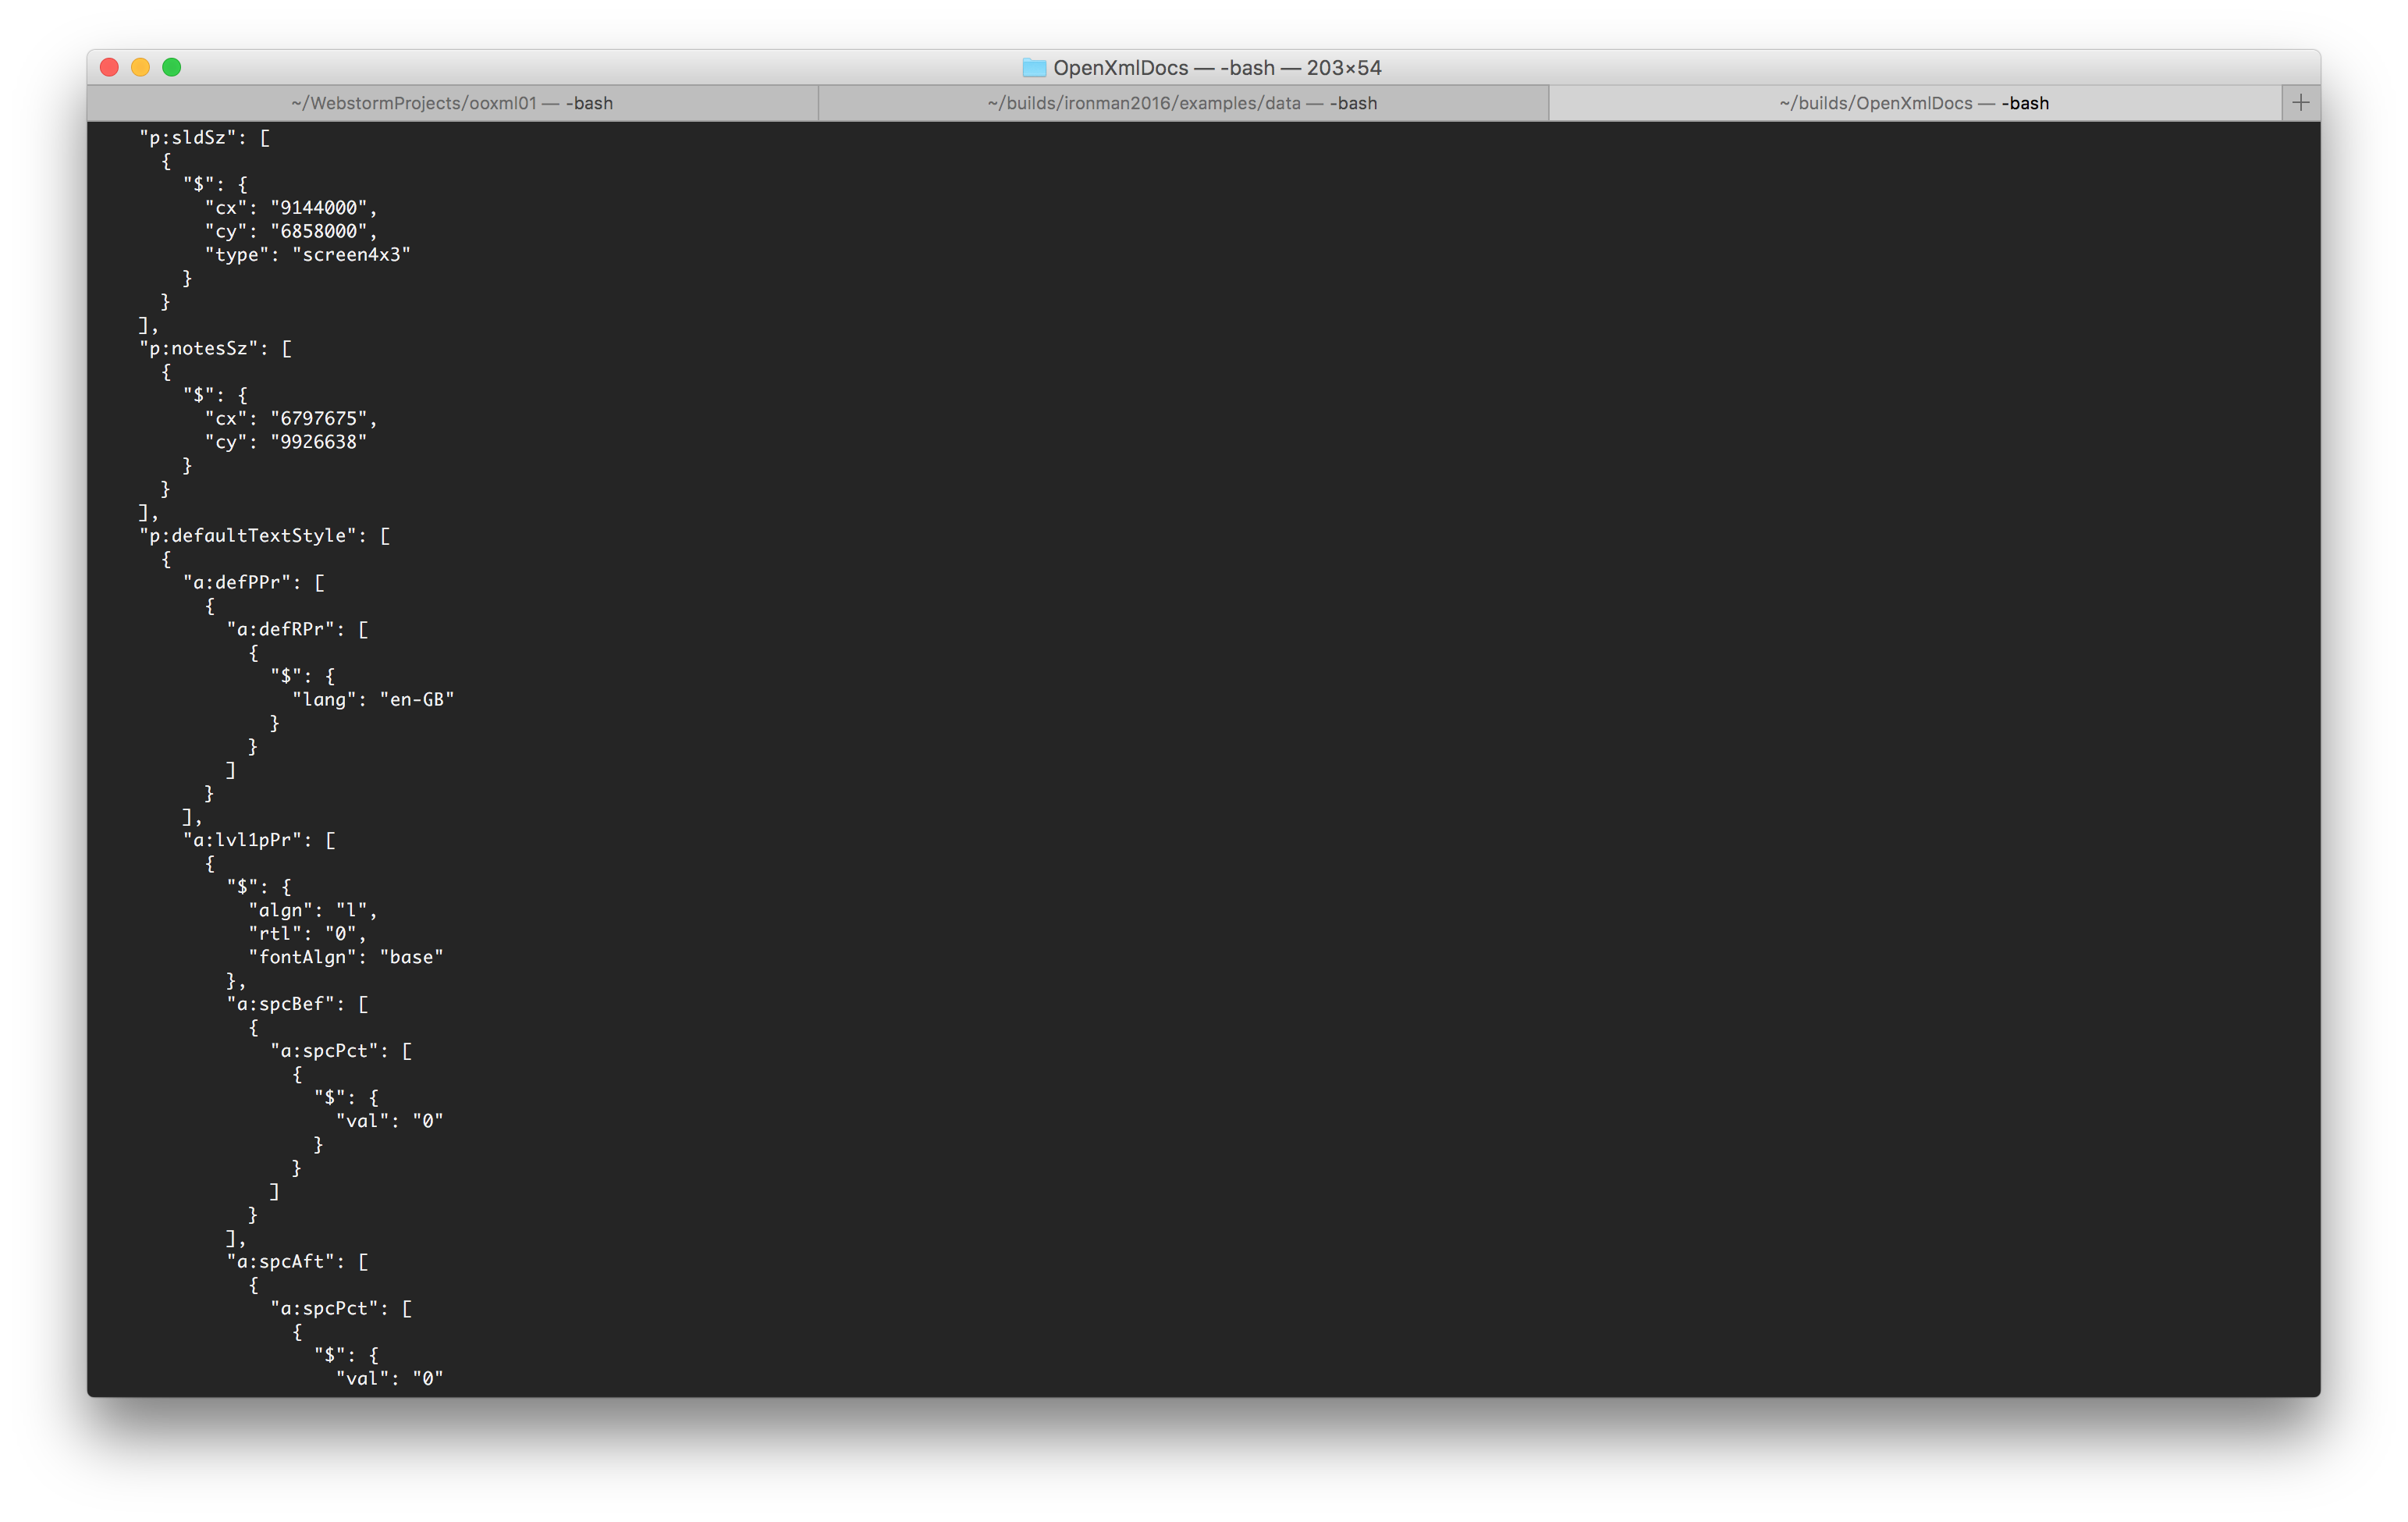 OpenXmlDocs — -bash — 203×54
~/WebstormProjects/ooxml01 — -bash
~/builds/ironman2016/examples/data — -bash
~/builds/OpenXmlDocs — -bash
    "p:sldSz": [
      {
        "$": {
          "cx": "9144000",
          "cy": "6858000",
          "type": "screen4x3"
        }
      }
    ],
    "p:notesSz": [
      {
        "$": {
          "cx": "6797675",
          "cy": "9926638"
        }
      }
    ],
    "p:defaultTextStyle": [
      {
        "a:defPPr": [
          {
            "a:defRPr": [
              {
                "$": {
                  "lang": "en-GB"
                }
              }
            ]
          }
        ],
        "a:lvl1pPr": [
          {
            "$": {
              "algn": "l",
              "rtl": "0",
              "fontAlgn": "base"
            },
            "a:spcBef": [
              {
                "a:spcPct": [
                  {
                    "$": {
                      "val": "0"
                    }
                  }
                ]
              }
            ],
            "a:spcAft": [
              {
                "a:spcPct": [
                  {
                    "$": {
                      "val": "0"